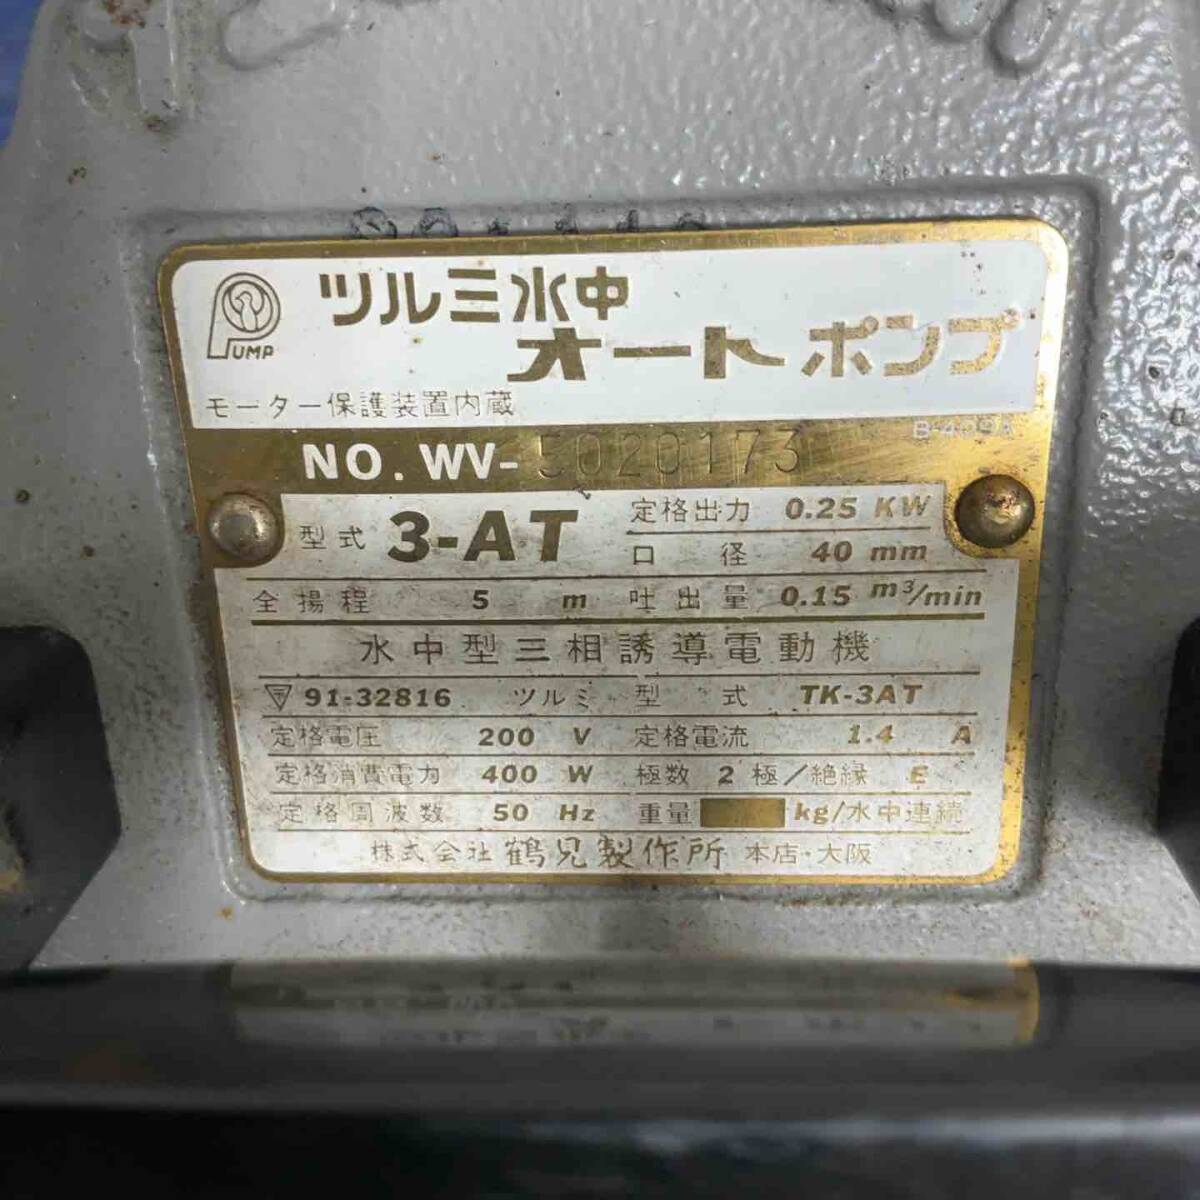 PUMP
ツルミ水中
オートポンプ
モーター保護装置内蔵
B-409A
NO. WV-5020173
型式 3-AT 定格出力 0.25 KW
口径 40 mm
全揚程 5 m 吐出量 0.15 m³/min
水中型三相誘導電動機
91-32816 ツルミ 型式 TK-3AT
定格電圧 200 V 定格電流 1.4 A
定格消費電力 400 W 極数 2 極/絶縁 E
定格周波数 50 Hz 重量 kg/水中連続
株式会社 鶴見製作所 本店・大阪